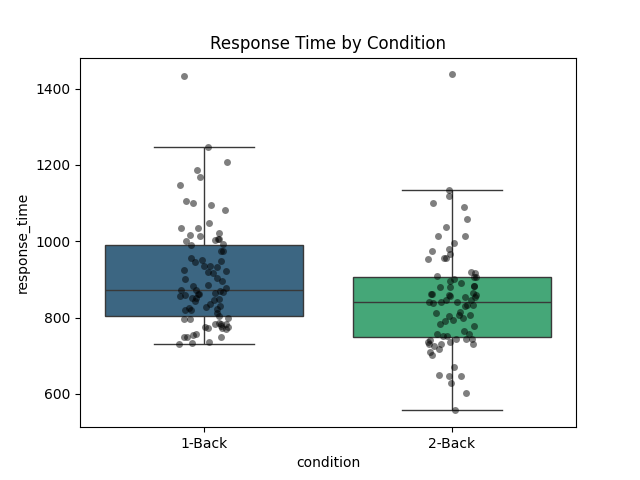 Response Time by Condition
1400
1200
1000
800
600
response_time
1-Back
2-Back
condition